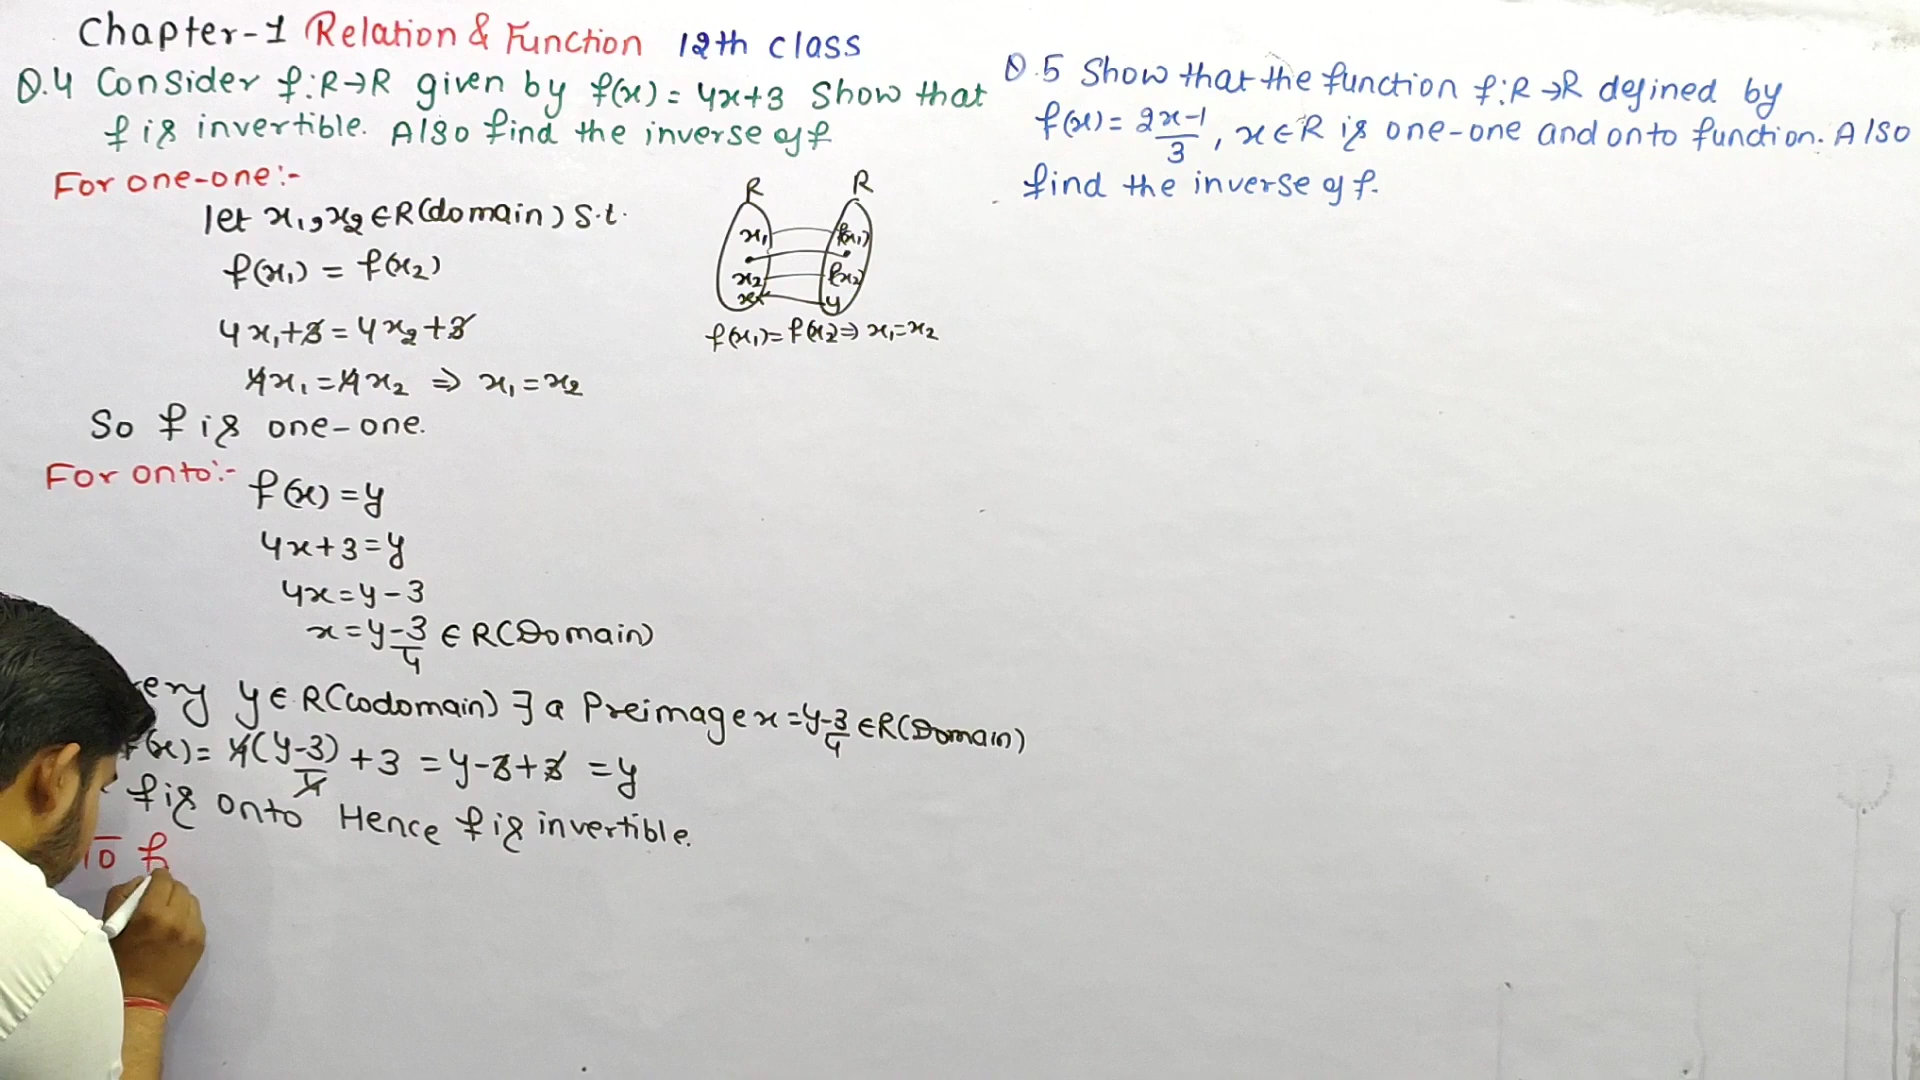 Chapter-1 Relation & Function 12th class
Q.4 Consider f:R→R given by f(x) = 4x+3 Show that
f is invertible. Also find the inverse of f
For one-one:-
let x₁,x₂ ∈ R(domain) s.t.
f(x₁) = f(x₂)
4x₁+3 = 4x₂+3
4x₁ = 4x₂ ⇒ x₁ = x₂
So f is one-one.
R R
x₁ f(x₁)
x₂ f(x₂)
x y
f(x₁) = f(x₂) ⇒ x₁ = x₂
For onto:-
f(x) = y
4x+3 = y
4x = y-3
x = y-3/4 ∈ R(Domain)
y ∈ R(codomain) ∃ a Preimage x = y-3/4 ∈ R(Domain)
(x) = 4(y-3)/4 + 3 = y-3+3 = y
f is onto Hence f is invertible.
To f
Q.5 Show that the function f:R→R defined by
f(x) = 2x-1/3, x∈R is one-one and onto function. Also
find the inverse of f.